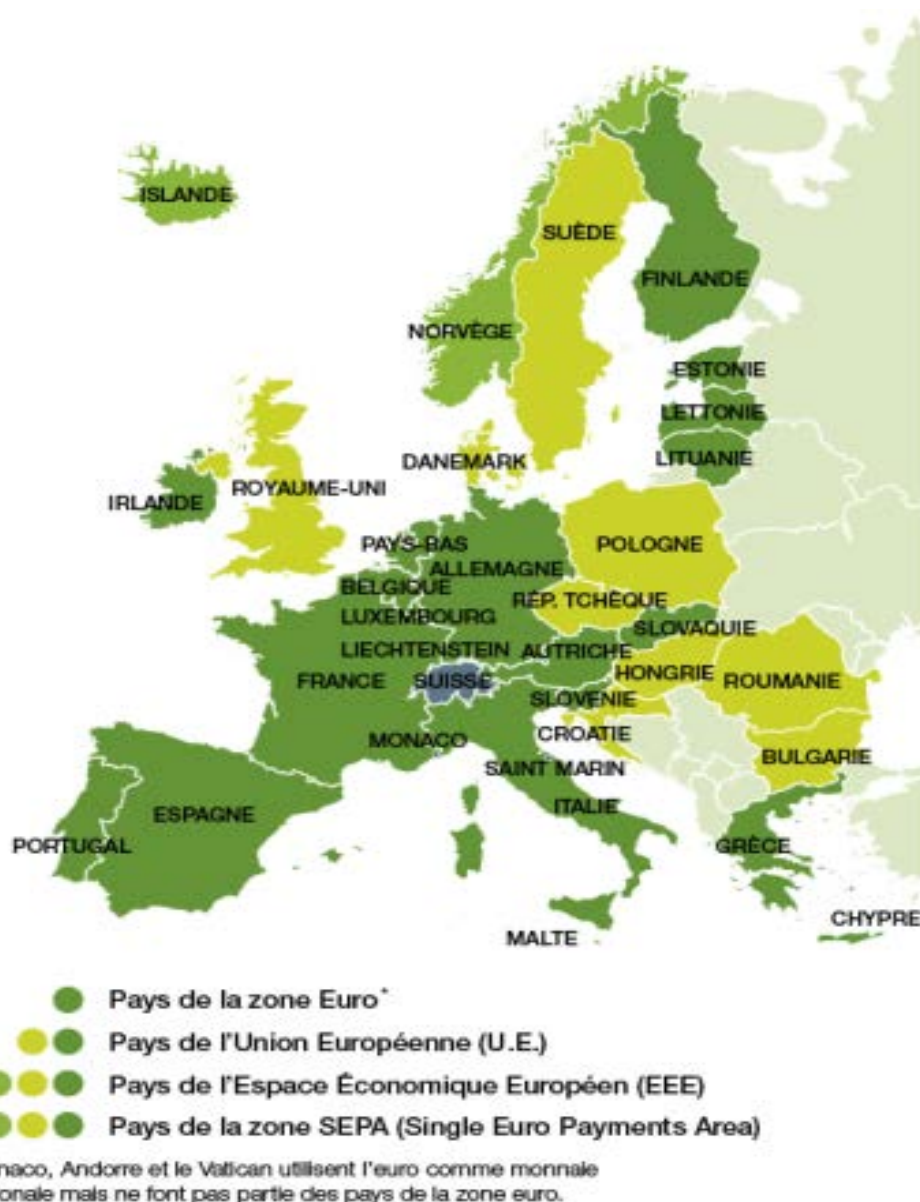 ISLANDE
SUÈDE
FINLANDE
NORVÈGE
ESTONIE
LETTONIE
LITUANIE
DANEMARK
ROYAUME-UNI
IRLANDE
PAYS-BAS
POLOGNE
ALLEMAGNE
BELGIQUE
RÉP. TCHÈQUE
LUXEMBOURG
SLOVAQUIE
LIECHTENSTEIN
AUTRICHE
HONGRIE
FRANCE
SUISSE
ROUMANIE
SLOVENIE
CROATIE
MONACO
BULGARIE
SAINT MARIN
ITALIE
ESPAGNE
PORTUGAL
GRÈCE
CHYPRE
MALTE
Pays de la zone Euro*
Pays de l'Union Européenne (U.E.)
Pays de l'Espace Économique Européen (EEE)
Pays de la zone SEPA (Single Euro Payments Area)
naco, Andorre et le Vatican utilisent l'euro comme monnaie
onale mais ne font pas partie des pays de la zone euro.